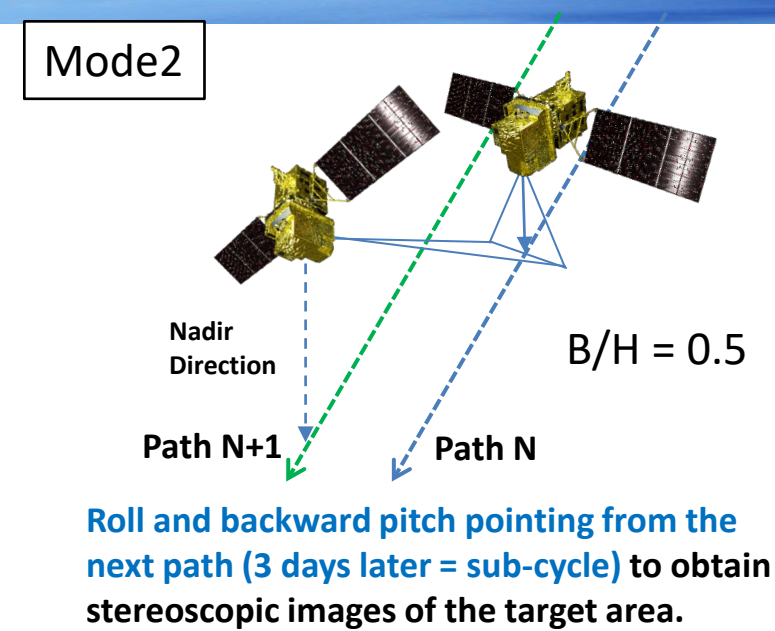 Mode2
Nadir
Direction
B/H = 0.5
Path N+1
Path N
Roll and backward pitch pointing from the
next path (3 days later = sub-cycle) to obtain
stereoscopic images of the target area.